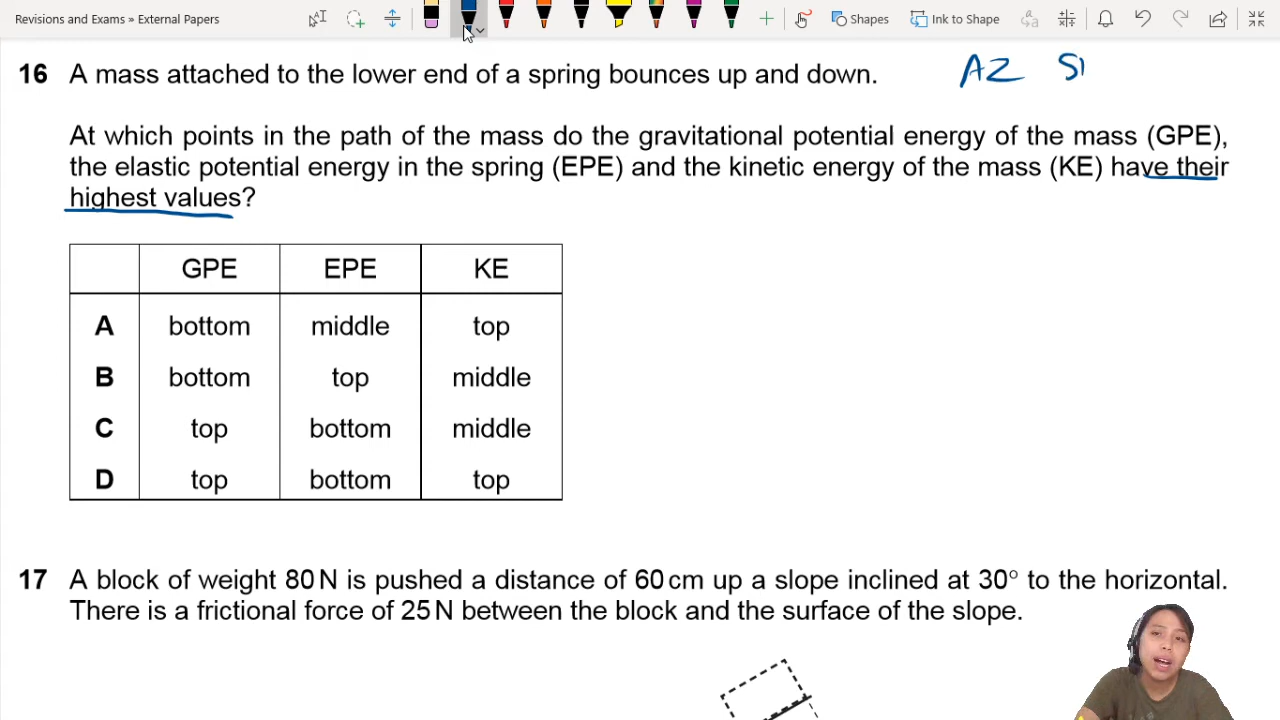 Revisions and Exams » External Papers
Shapes
Ink to Shape
16 A mass attached to the lower end of a spring bounces up and down.
A2 SI
At which points in the path of the mass do the gravitational potential energy of the mass (GPE),
the elastic potential energy in the spring (EPE) and the kinetic energy of the mass (KE) have their
highest values?
GPE EPE KE
A bottom middle top
B bottom top middle
C top bottom middle
D top bottom top
17 A block of weight 80 N is pushed a distance of 60 cm up a slope inclined at 30° to the horizontal.
There is a frictional force of 25 N between the block and the surface of the slope.